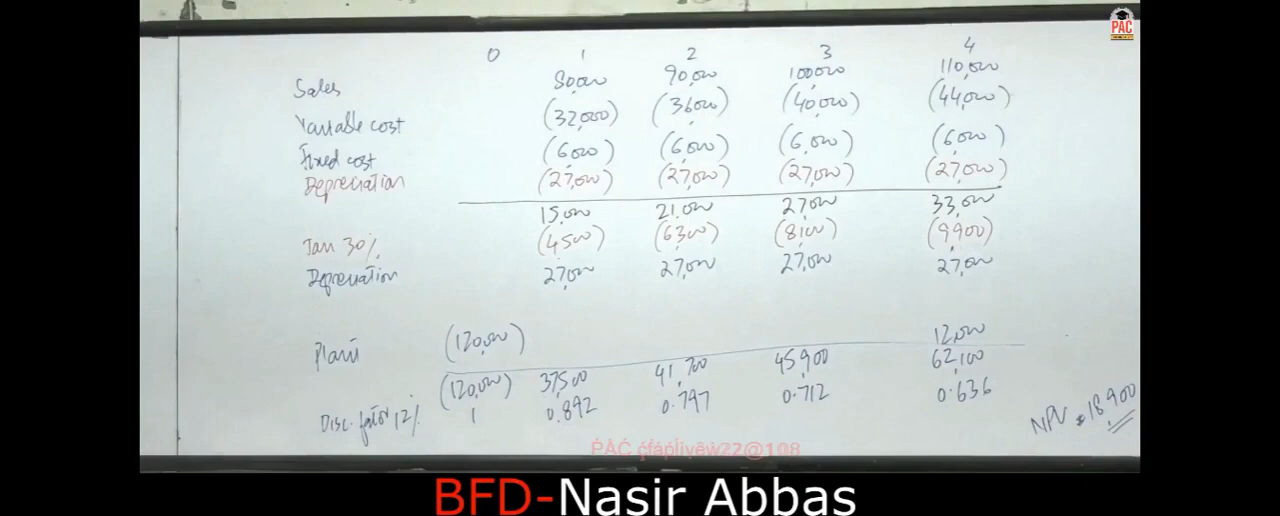 PAC
0 1 2 3 4
Sales 80,000 90,000 100,000 110,000
Variable cost (32,000) (36,000) (40,000) (44,000)
Fixed cost (6,000) (6,000) (6,000) (6,000)
Depreciation (27,000) (27,000) (27,000) (27,000)
15,000 21,000 27,000 33,000
Tax 30% (4500) (6300) (8100) (9900)
Depreciation 27,000 27,000 27,000 27,000
Plant (120,000) 12,000
(120,000) 37,500 41,700 45,900 62,100
Disc. factor 12% 1 0.892 0.797 0.712 0.636
NPV = 18,900
BFD-Nasir Abbas